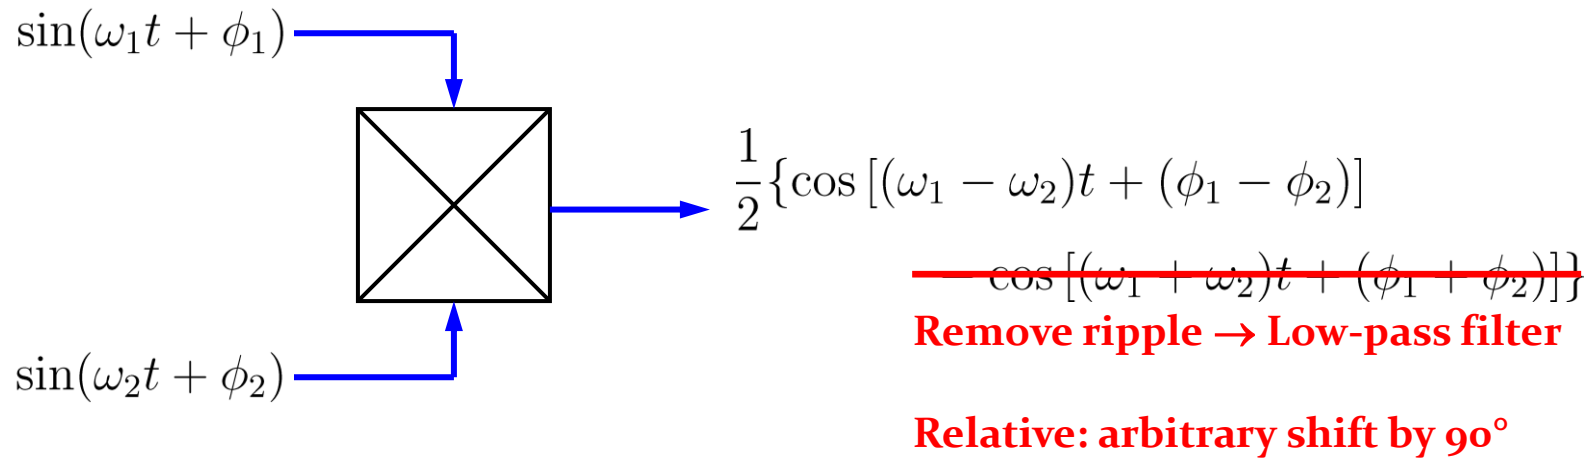 sin(ω₁t + ϕ₁)
1/2{cos [(ω₁ − ω₂)t + (ϕ₁ − ϕ₂)]
− cos [(ω₁ + ω₂)t + (ϕ₁ + ϕ₂)]}
Remove ripple → Low-pass filter
sin(ω₂t + ϕ₂)
Relative: arbitrary shift by 90°